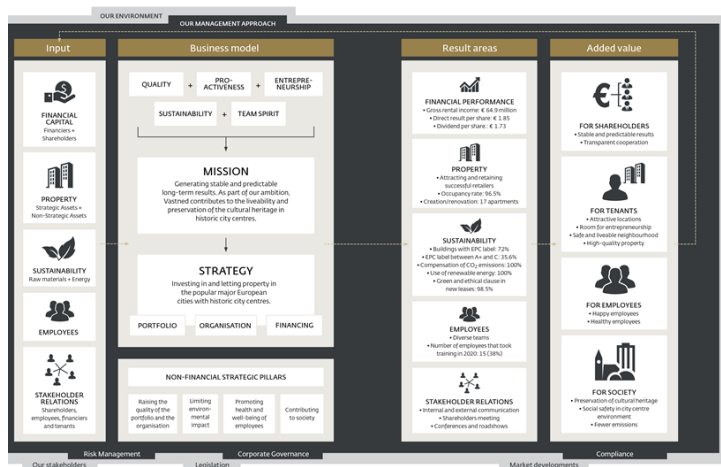 OUR ENVIRONMENT
OUR MANAGEMENT APPROACH
Input
FINANCIAL
CAPITAL
Financiers +
Shareholders
PROPERTY
Strategic Assets +
Non-Strategic Assets
SUSTAINABILITY
Raw materials + Energy
EMPLOYEES
STAKEHOLDER
RELATIONS
Shareholders,
employees, financiers
and tenants
Business model
QUALITY + PRO-
ACTIVENESS + ENTREPRE-
NEURSHIP
SUSTAINABILITY + TEAM SPIRIT
MISSION
Generating stable and predictable
long-term results. As part of our ambition,
Vastned contributes to the liveability and
preservation of the cultural heritage in
historic city centres.
STRATEGY
Investing in and letting property in
the popular major European
cities with historic city centres.
PORTFOLIO ORGANISATION FINANCING
NON-FINANCIAL STRATEGIC PILLARS
Raising
the quality of the
portfolio and the
organisation
Limiting
environ-
mental
impact
Promoting
health and
well-being of
employees
Contributing
to society
Result areas
FINANCIAL PERFORMANCE
• Gross rental income: € 64.9 million
• Direct result per share: € 1.85
• Dividend per share.: € 1.73
PROPERTY
• Attracting and retaining
successful retailers
• Occupancy rate: 96.5%
• Creation/renovation: 17 apartments
SUSTAINABILITY
• Buildings with EPC label: 72%
• EPC label between A+ and C: 35.6%
• Compensation of CO₂ emissions: 100%
• Use of renewable energy: 100%
• Green and ethical clause in
new leases: 98.5%
EMPLOYEES
• Diverse teams
• Number of employees that took
training in 2020: 15 (38%)
STAKEHOLDER RELATIONS
• Internal and external communication
• Shareholders meeting
• Conferences and roadshows
Added value
€
FOR SHAREHOLDERS
• Stable and predictable results
• Transparent cooperation
FOR TENANTS
• Attractive locations
• Room for entrepreneurship
• Safe and liveable neighbourhood
• High-quality property
FOR EMPLOYEES
• Happy employees
• Healthy employees
FOR SOCIETY
• Preservation of cultural heritage
• Social safety in city centre
environment
• Fewer emissions
Risk Management
Corporate Governance
Compliance
Our stakeholders
Legislation
Market developments